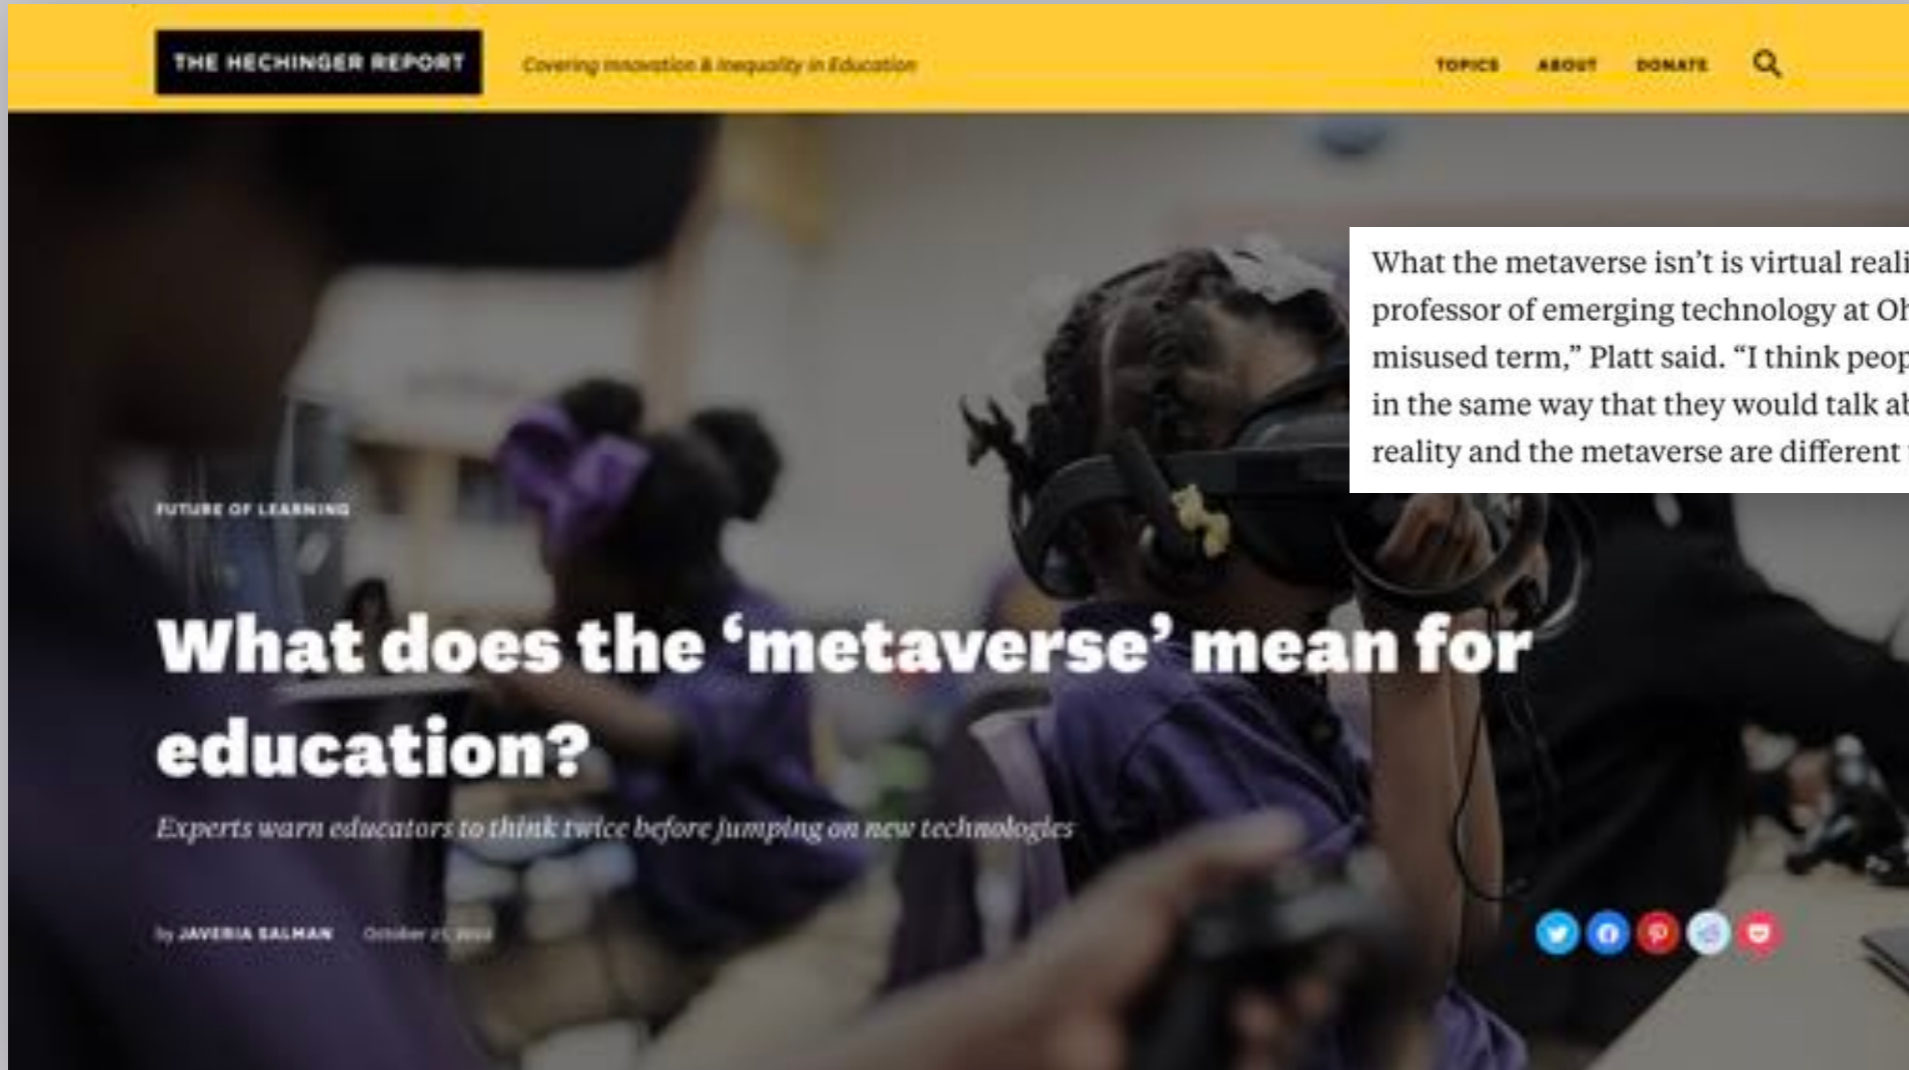 THE HECHINGER REPORT
Covering Innovation & Inequality in Education
TOPICS ABOUT DONATE
What the metaverse isn’t is virtual reali
professor of emerging technology at Oh
misused term,” Platt said. “I think peop
in the same way that they would talk ab
reality and the metaverse are different
FUTURE OF LEARNING
What does the ‘metaverse’ mean for
education?
Experts warn educators to think twice before jumping on new technologies
by JAVERIA SALMAN October